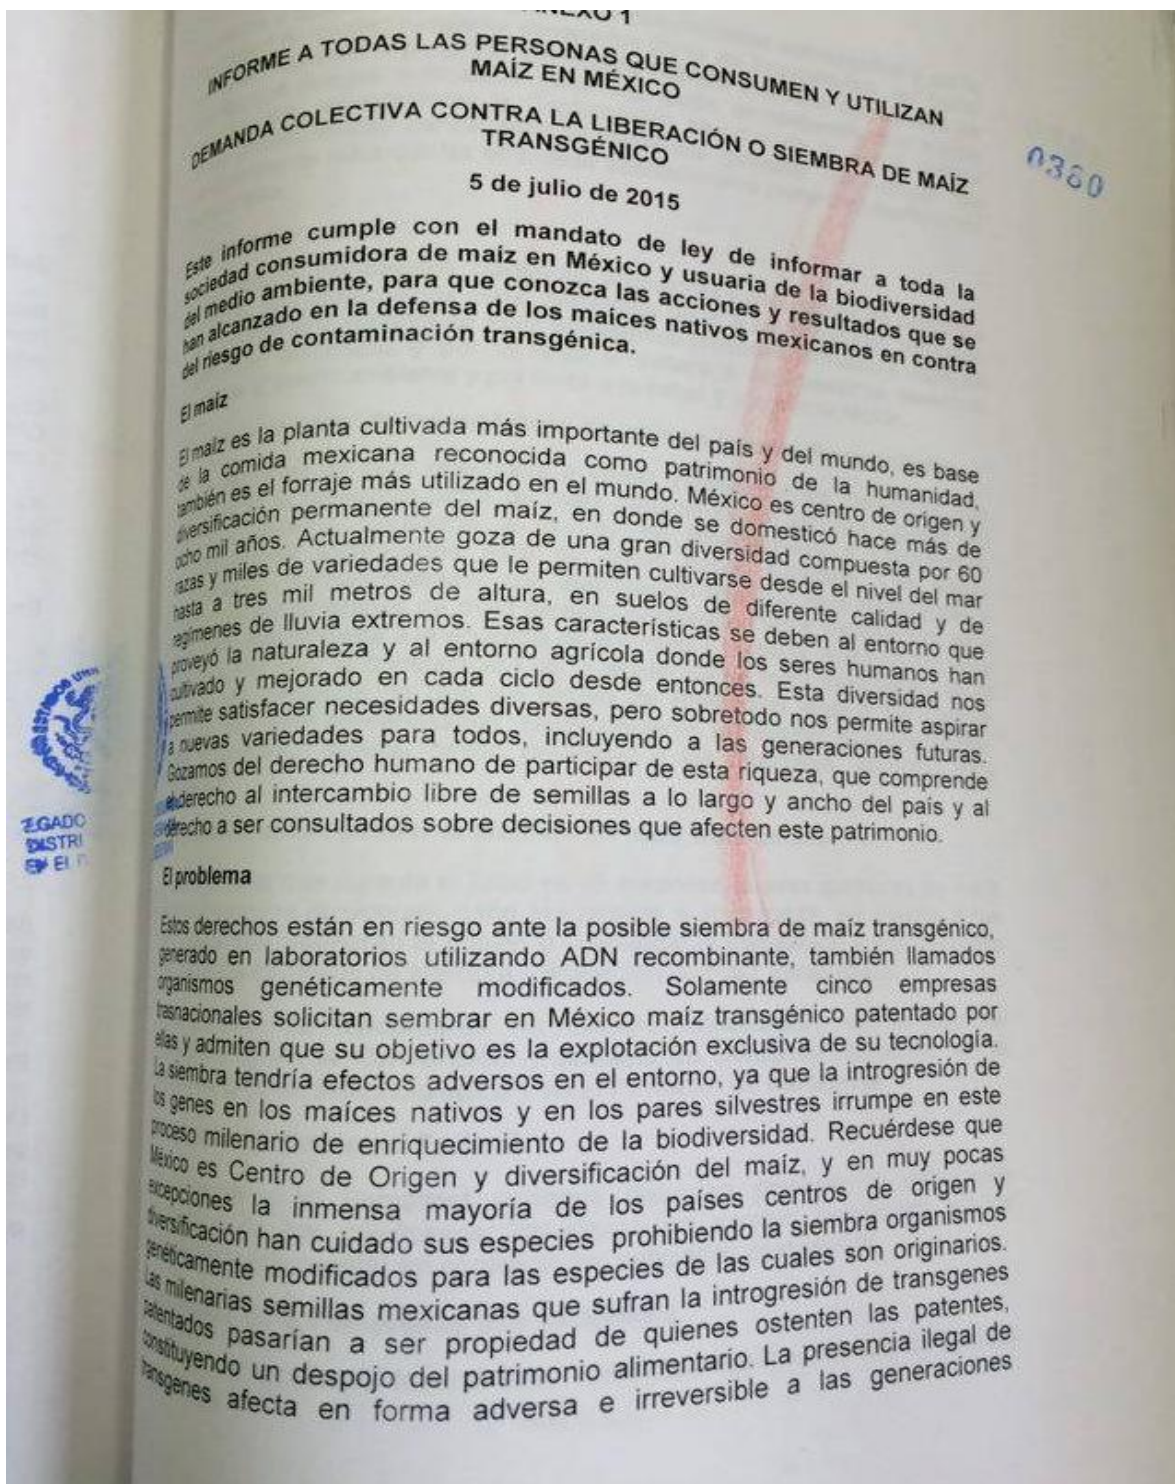 ANEXO 1
INFORME A TODAS LAS PERSONAS QUE CONSUMEN Y UTILIZAN
MAÍZ EN MÉXICO
DEMANDA COLECTIVA CONTRA LA LIBERACIÓN O SIEMBRA DE MAÍZ
TRANSGÉNICO
0380
5 de julio de 2015
Este informe cumple con el mandato de ley de informar a toda la
sociedad consumidora de maíz en México y usuaria de la biodiversidad
del medio ambiente, para que conozca las acciones y resultados que se
han alcanzado en la defensa de los maíces nativos mexicanos en contra
del riesgo de contaminación transgénica.
El maíz
El maíz es la planta cultivada más importante del país y del mundo, es base
de la comida mexicana reconocida como patrimonio de la humanidad,
también es el forraje más utilizado en el mundo. México es centro de origen y
diversificación permanente del maíz, en donde se domesticó hace más de
ocho mil años. Actualmente goza de una gran diversidad compuesta por 60
razas y miles de variedades que le permiten cultivarse desde el nivel del mar
hasta a tres mil metros de altura, en suelos de diferente calidad y de
regímenes de lluvia extremos. Esas características se deben al entorno que
proveyó la naturaleza y al entorno agrícola donde los seres humanos han
cultivado y mejorado en cada ciclo desde entonces. Esta diversidad nos
permite satisfacer necesidades diversas, pero sobretodo nos permite aspirar
a nuevas variedades para todos, incluyendo a las generaciones futuras.
Gozamos del derecho humano de participar de esta riqueza, que comprende
el derecho al intercambio libre de semillas a lo largo y ancho del país y al
derecho a ser consultados sobre decisiones que afecten este patrimonio.
ZGADO
DISTRI
EN EL
El problema
Estos derechos están en riesgo ante la posible siembra de maíz transgénico,
generado en laboratorios utilizando ADN recombinante, también llamados
organismos genéticamente modificados. Solamente cinco empresas
trasnacionales solicitan sembrar en México maíz transgénico patentado por
ellas y admiten que su objetivo es la explotación exclusiva de su tecnología.
La siembra tendría efectos adversos en el entorno, ya que la introgresión de
los genes en los maíces nativos y en los pares silvestres irrumpe en este
proceso milenario de enriquecimiento de la biodiversidad. Recuérdese que
México es Centro de Origen y diversificación del maíz, y en muy pocas
excepciones la inmensa mayoría de los países centros de origen y
diversificación han cuidado sus especies prohibiendo la siembra organismos
genéticamente modificados para las especies de las cuales son originarios.
Las milenarias semillas mexicanas que sufran la introgresión de transgenes
patentados pasarían a ser propiedad de quienes ostenten las patentes,
constituyendo un despojo del patrimonio alimentario. La presencia ilegal de
transgenes afecta en forma adversa e irreversible a las generaciones